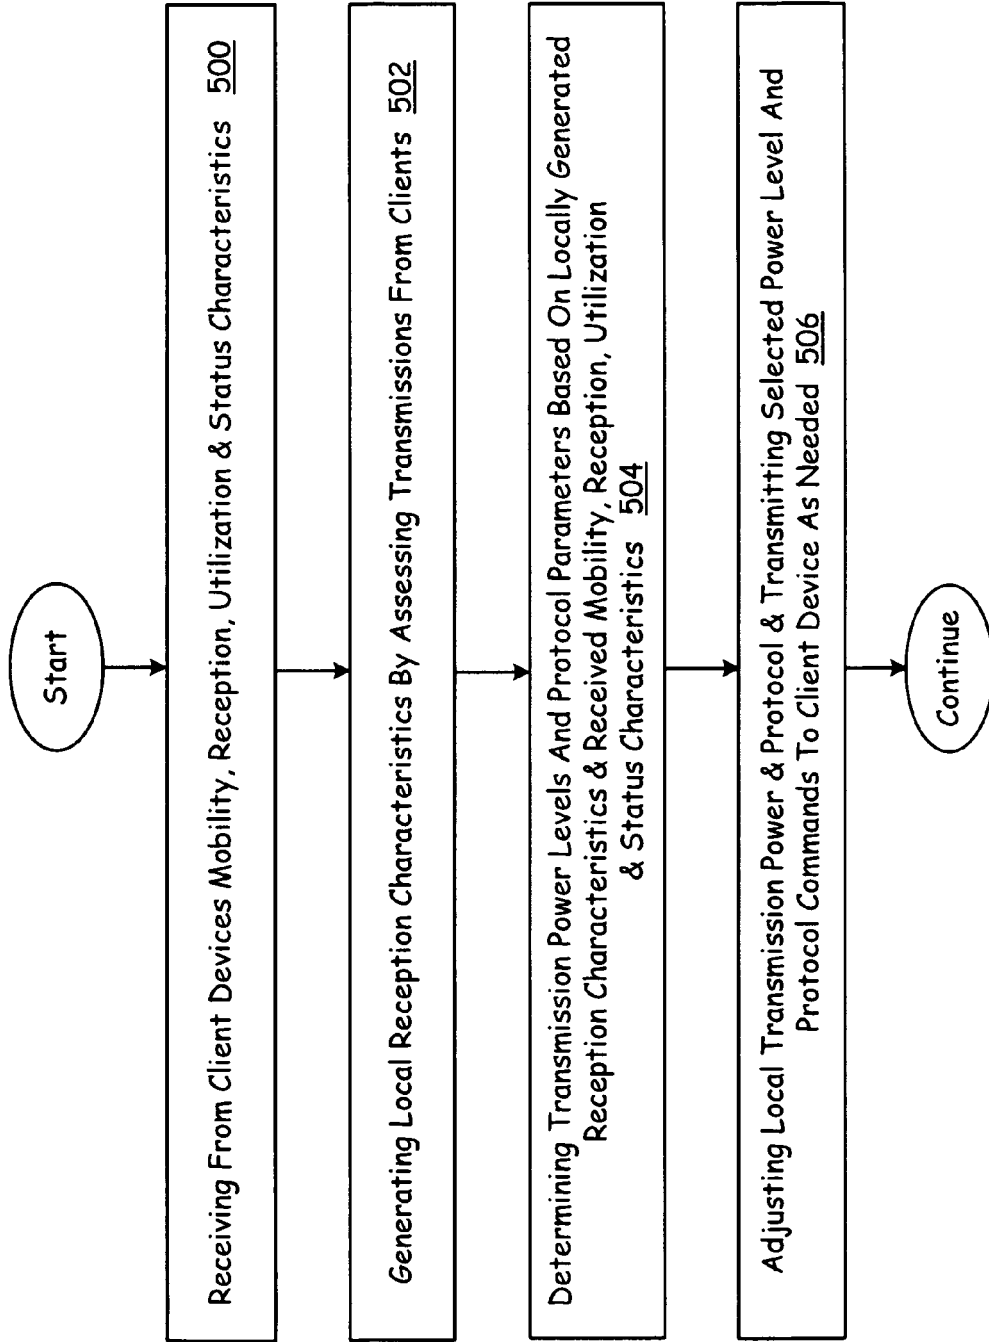 Start
Receiving From Client Devices Mobility, Reception, Utilization & Status Characteristics 500
Generating Local Reception Characteristics By Assessing Transmissions From Clients 502
Determining Transmission Power Levels And Protocol Parameters Based On Locally Generated
Reception Characteristics & Received Mobility, Reception, Utilization
& Status Characteristics 504
Adjusting Local Transmission Power & Protocol & Transmitting Selected Power Level And
Protocol Commands To Client Device As Needed 506
Continue